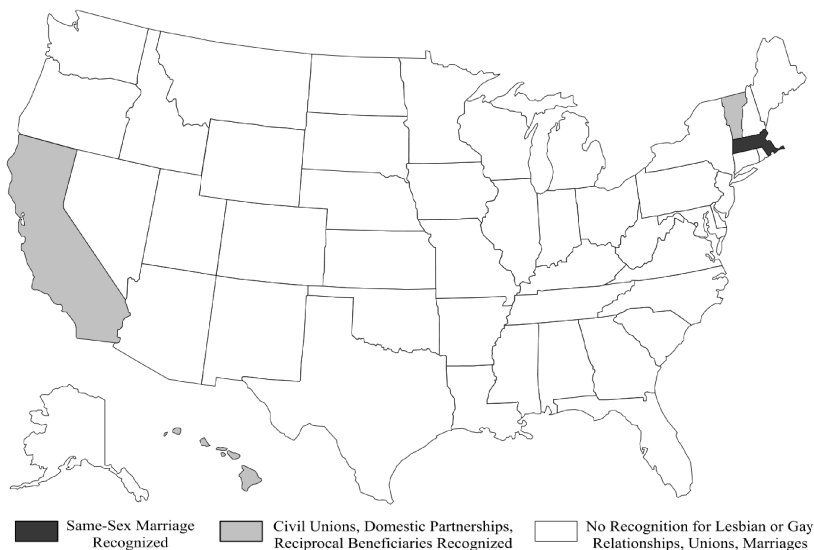 Same-Sex Marriage
Recognized
Civil Unions, Domestic Partnerships,
Reciprocal Beneficiaries Recognized
No Recognition for Lesbian or Gay
Relationships, Unions, Marriages